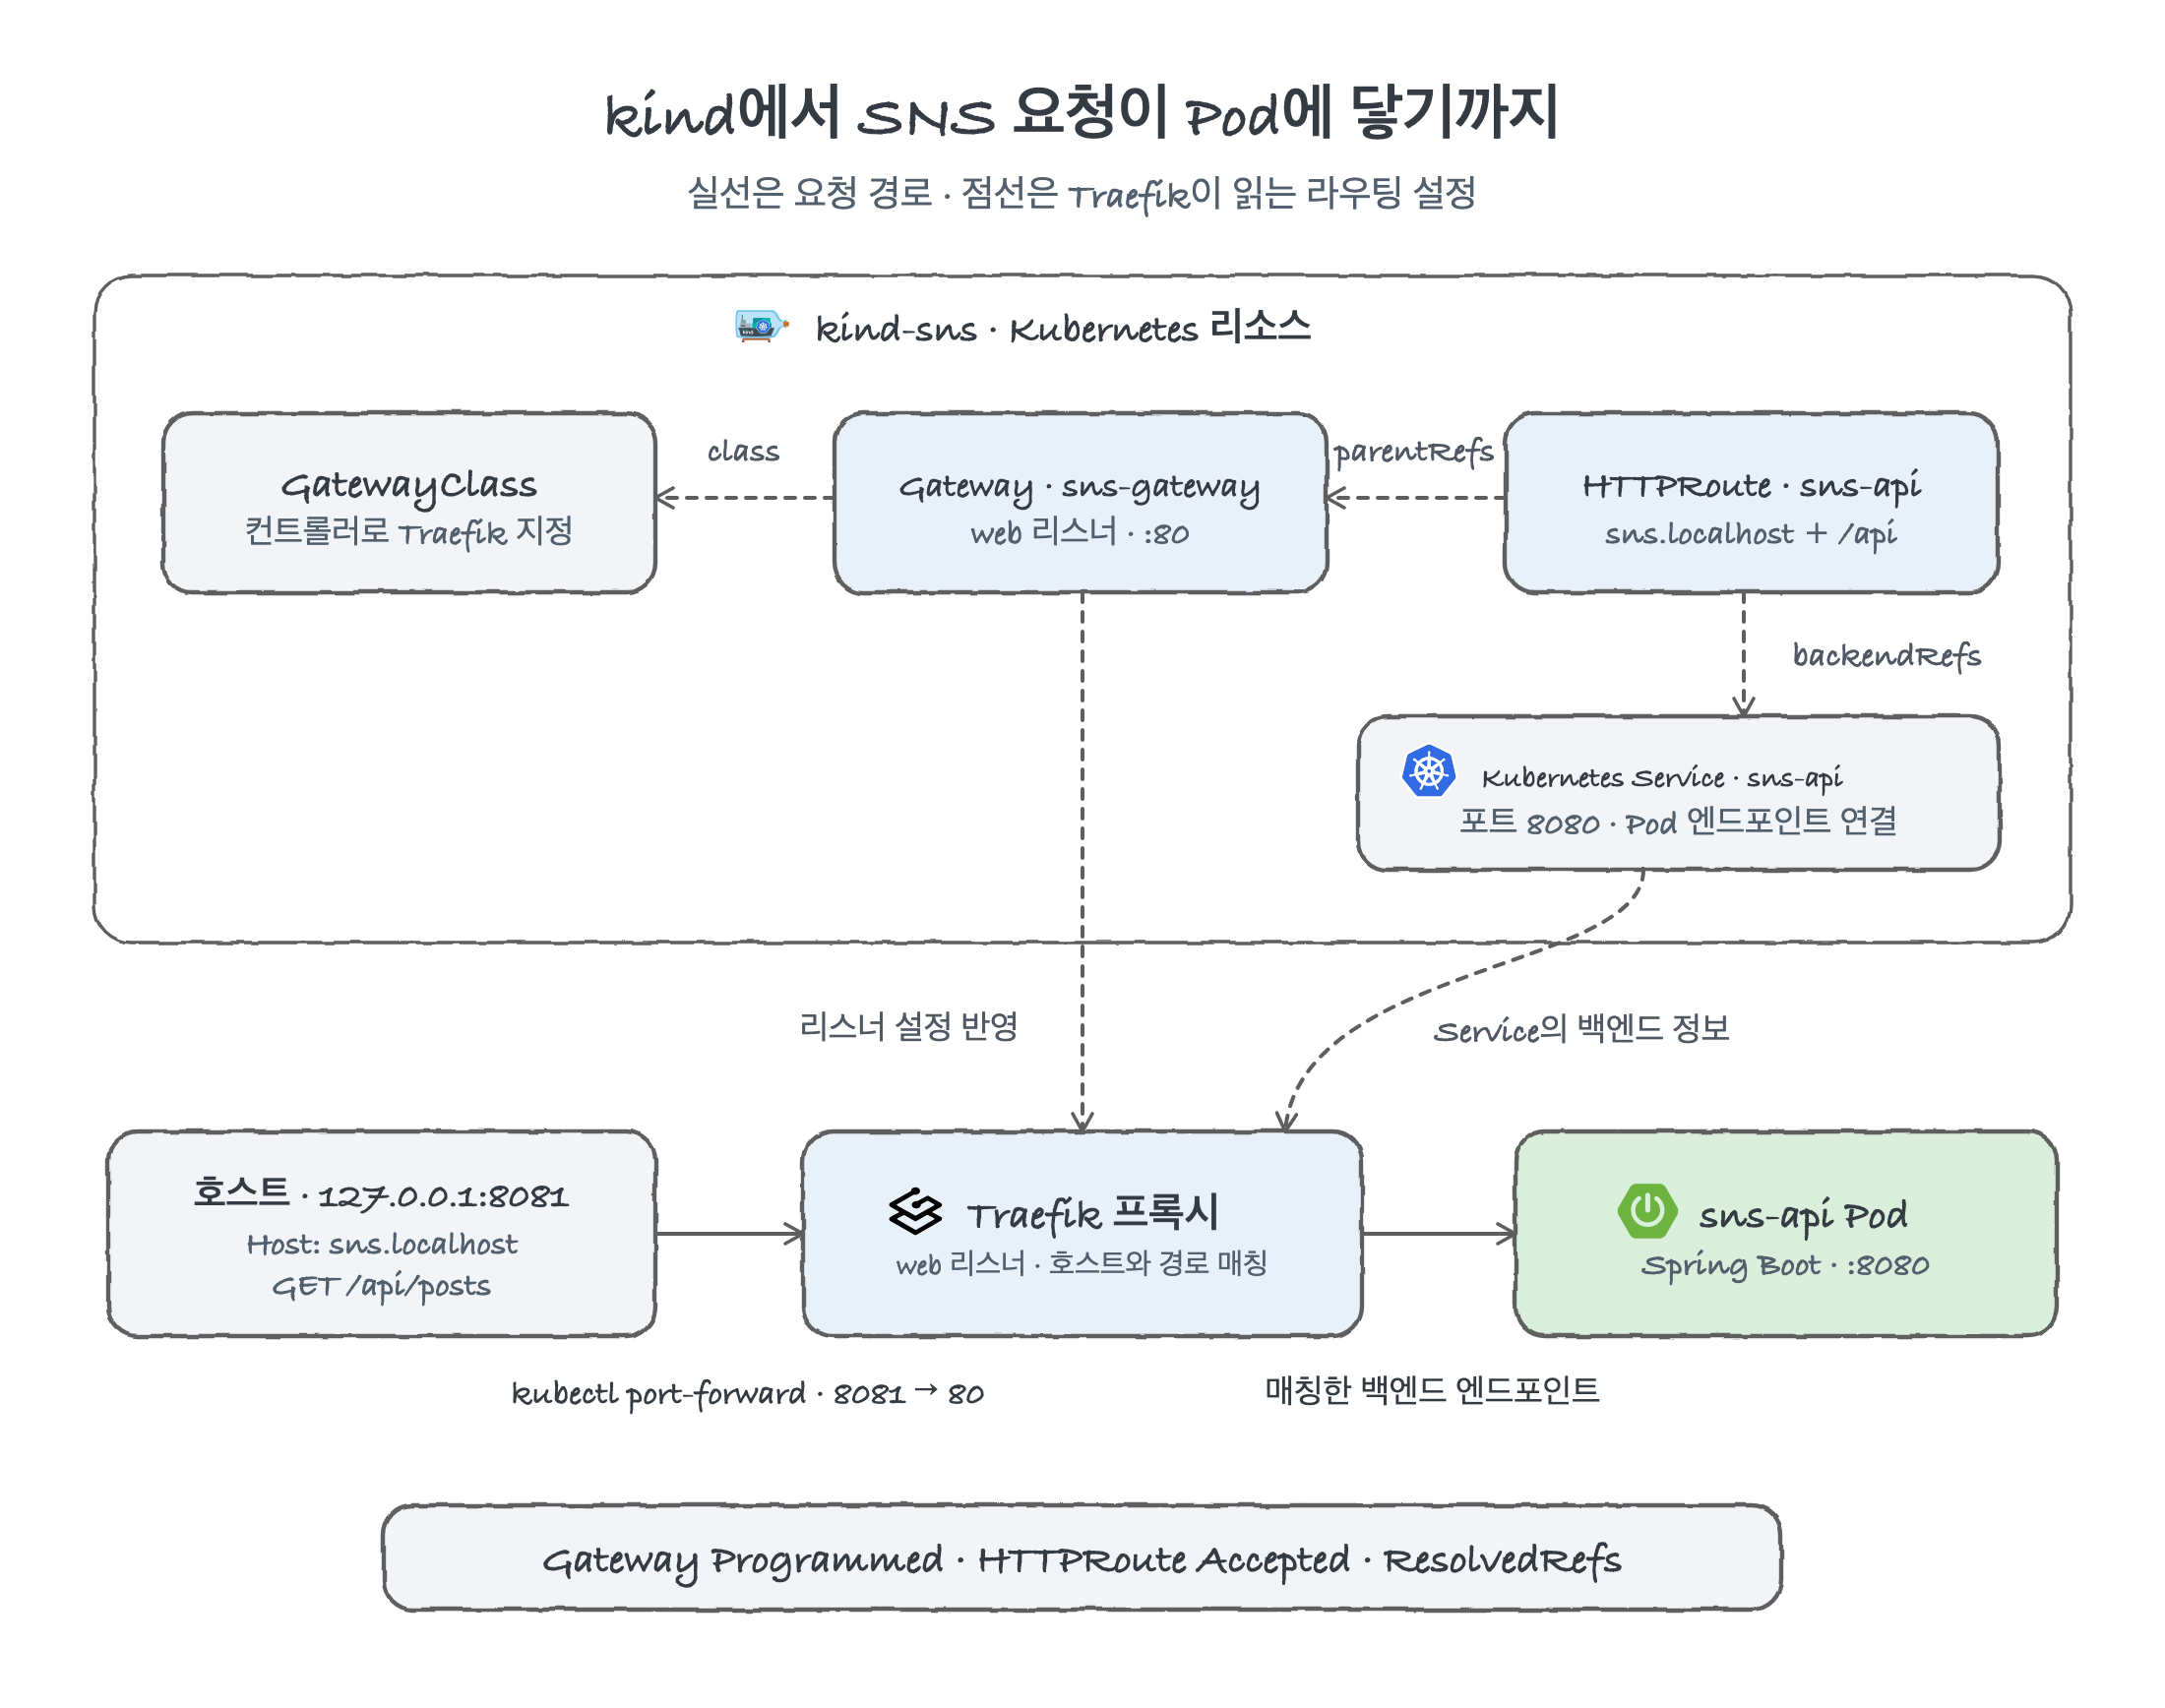 kind에서 SNS 요청이 Pod에 닿기까지
실선은 요청 경로 · 점선은 Traefik이 읽는 라우팅 설정
kind
kind-sns · Kubernetes 리소스
GatewayClass
컨트롤러로 Traefik 지정
class
Gateway · sns-gateway
web 리스너 · :80
parentRefs
HTTPRoute · sns-api
sns.localhost + /api
backendRefs
Kubernetes Service · sns-api
포트 8080 · Pod 엔드포인트 연결
리스너 설정 반영
Service의 백엔드 정보
호스트 · 127.0.0.1:8081
Host: sns.localhost
GET /api/posts
Traefik 프록시
web 리스너 · 호스트와 경로 매칭
sns-api Pod
Spring Boot · :8080
kubectl port-forward · 8081 → 80
매칭한 백엔드 엔드포인트
Gateway Programmed · HTTPRoute Accepted · ResolvedRefs